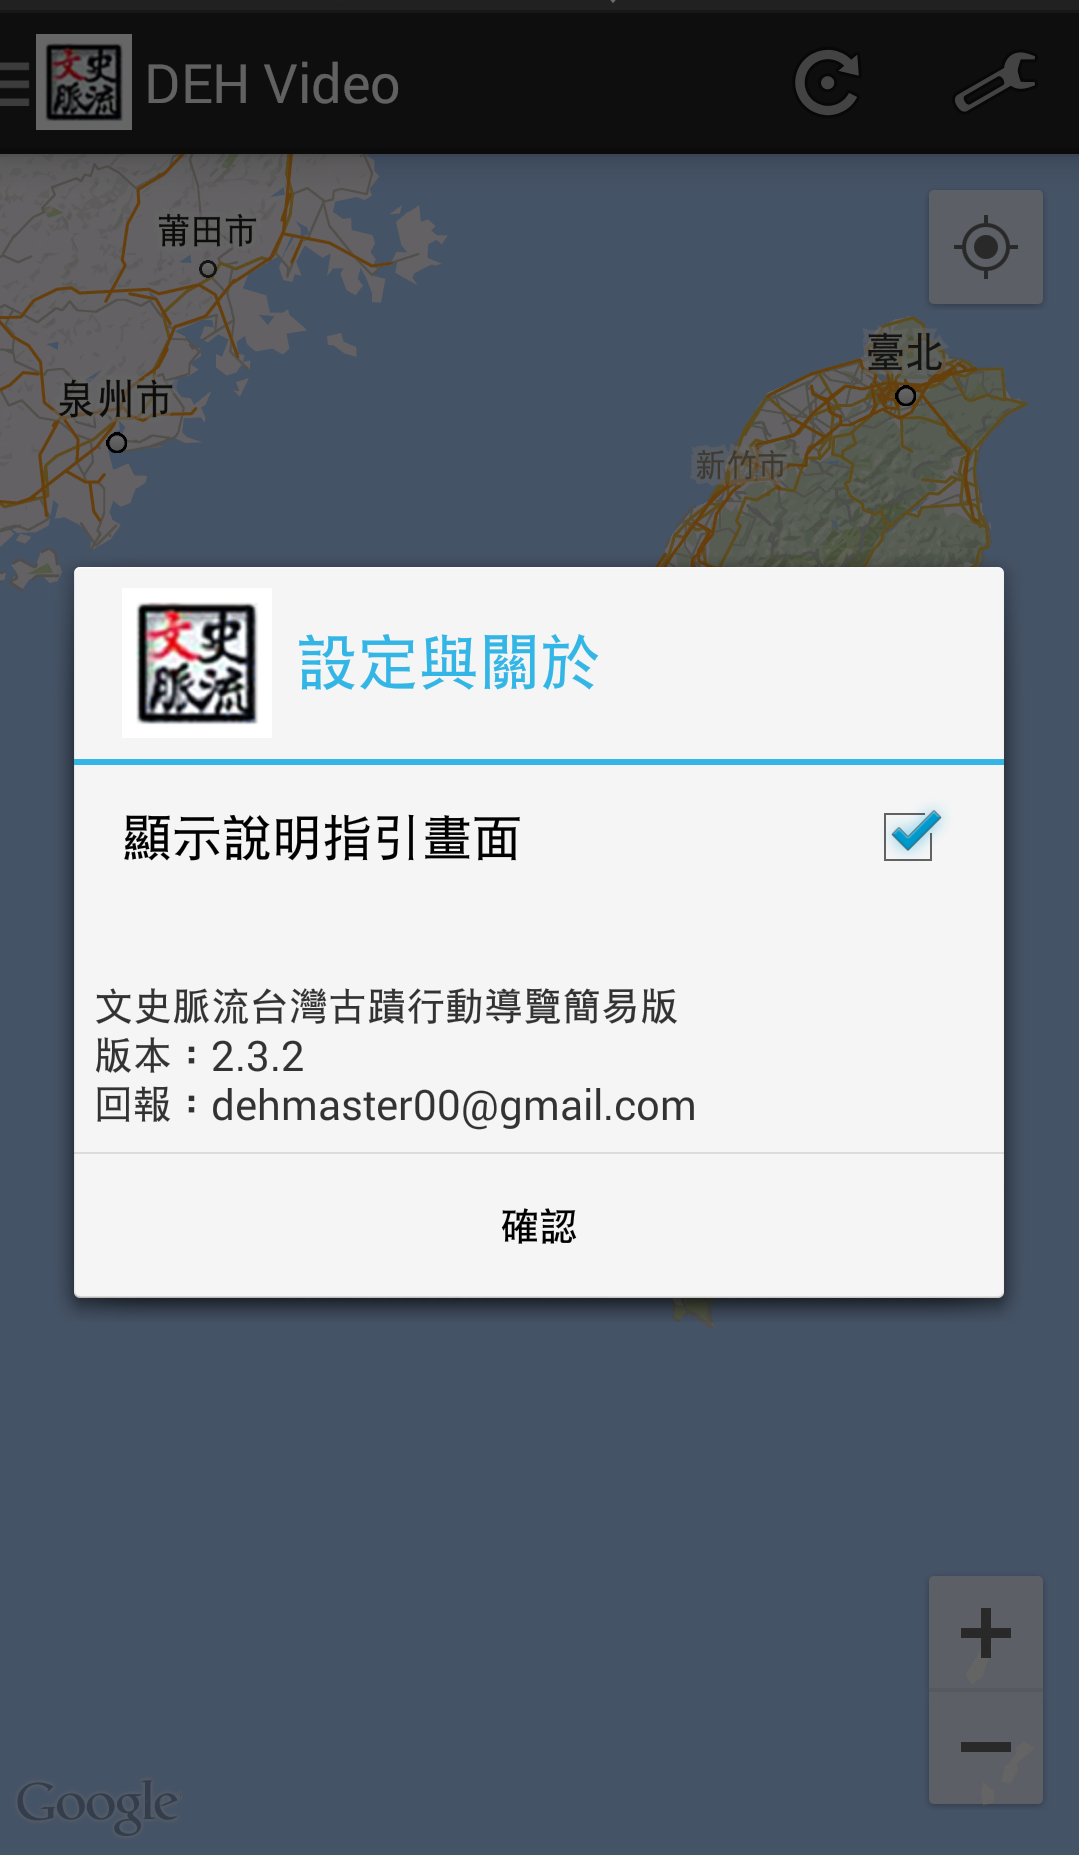 文史
脈流
DEH Video
莆田市
臺北
泉州市
新竹市
文史
脈流
設定與關於
顯示說明指引畫面
文史脈流台灣古蹟行動導覽簡易版
版本：2.3.2
回報：dehmaster00@gmail.com
確認
Google